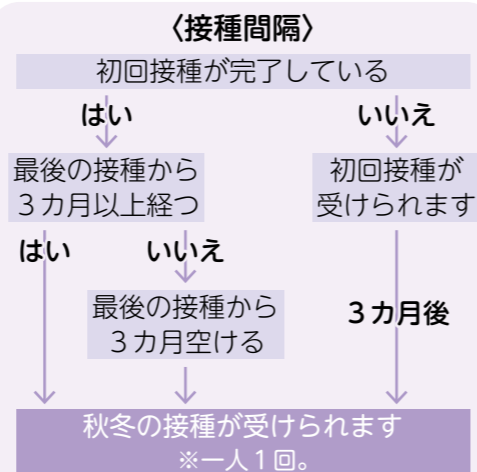 〈接種間隔〉
初回接種が完了している
はい
いいえ
最後の接種から
３カ月以上経つ
初回接種が
受けられます
はい
いいえ
最後の接種から
３カ月空ける
３カ月後
秋冬の接種が受けられます
※一人１回。